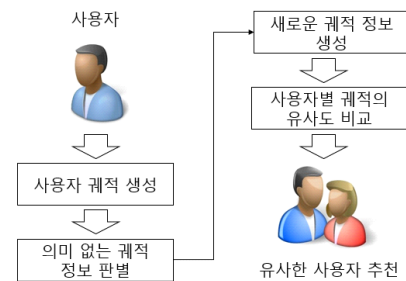 사용자
사용자 궤적 생성
의미 없는 궤적
정보 판별
새로운 궤적 정보
생성
사용자별 궤적의
유사도 비교
유사한 사용자 추천